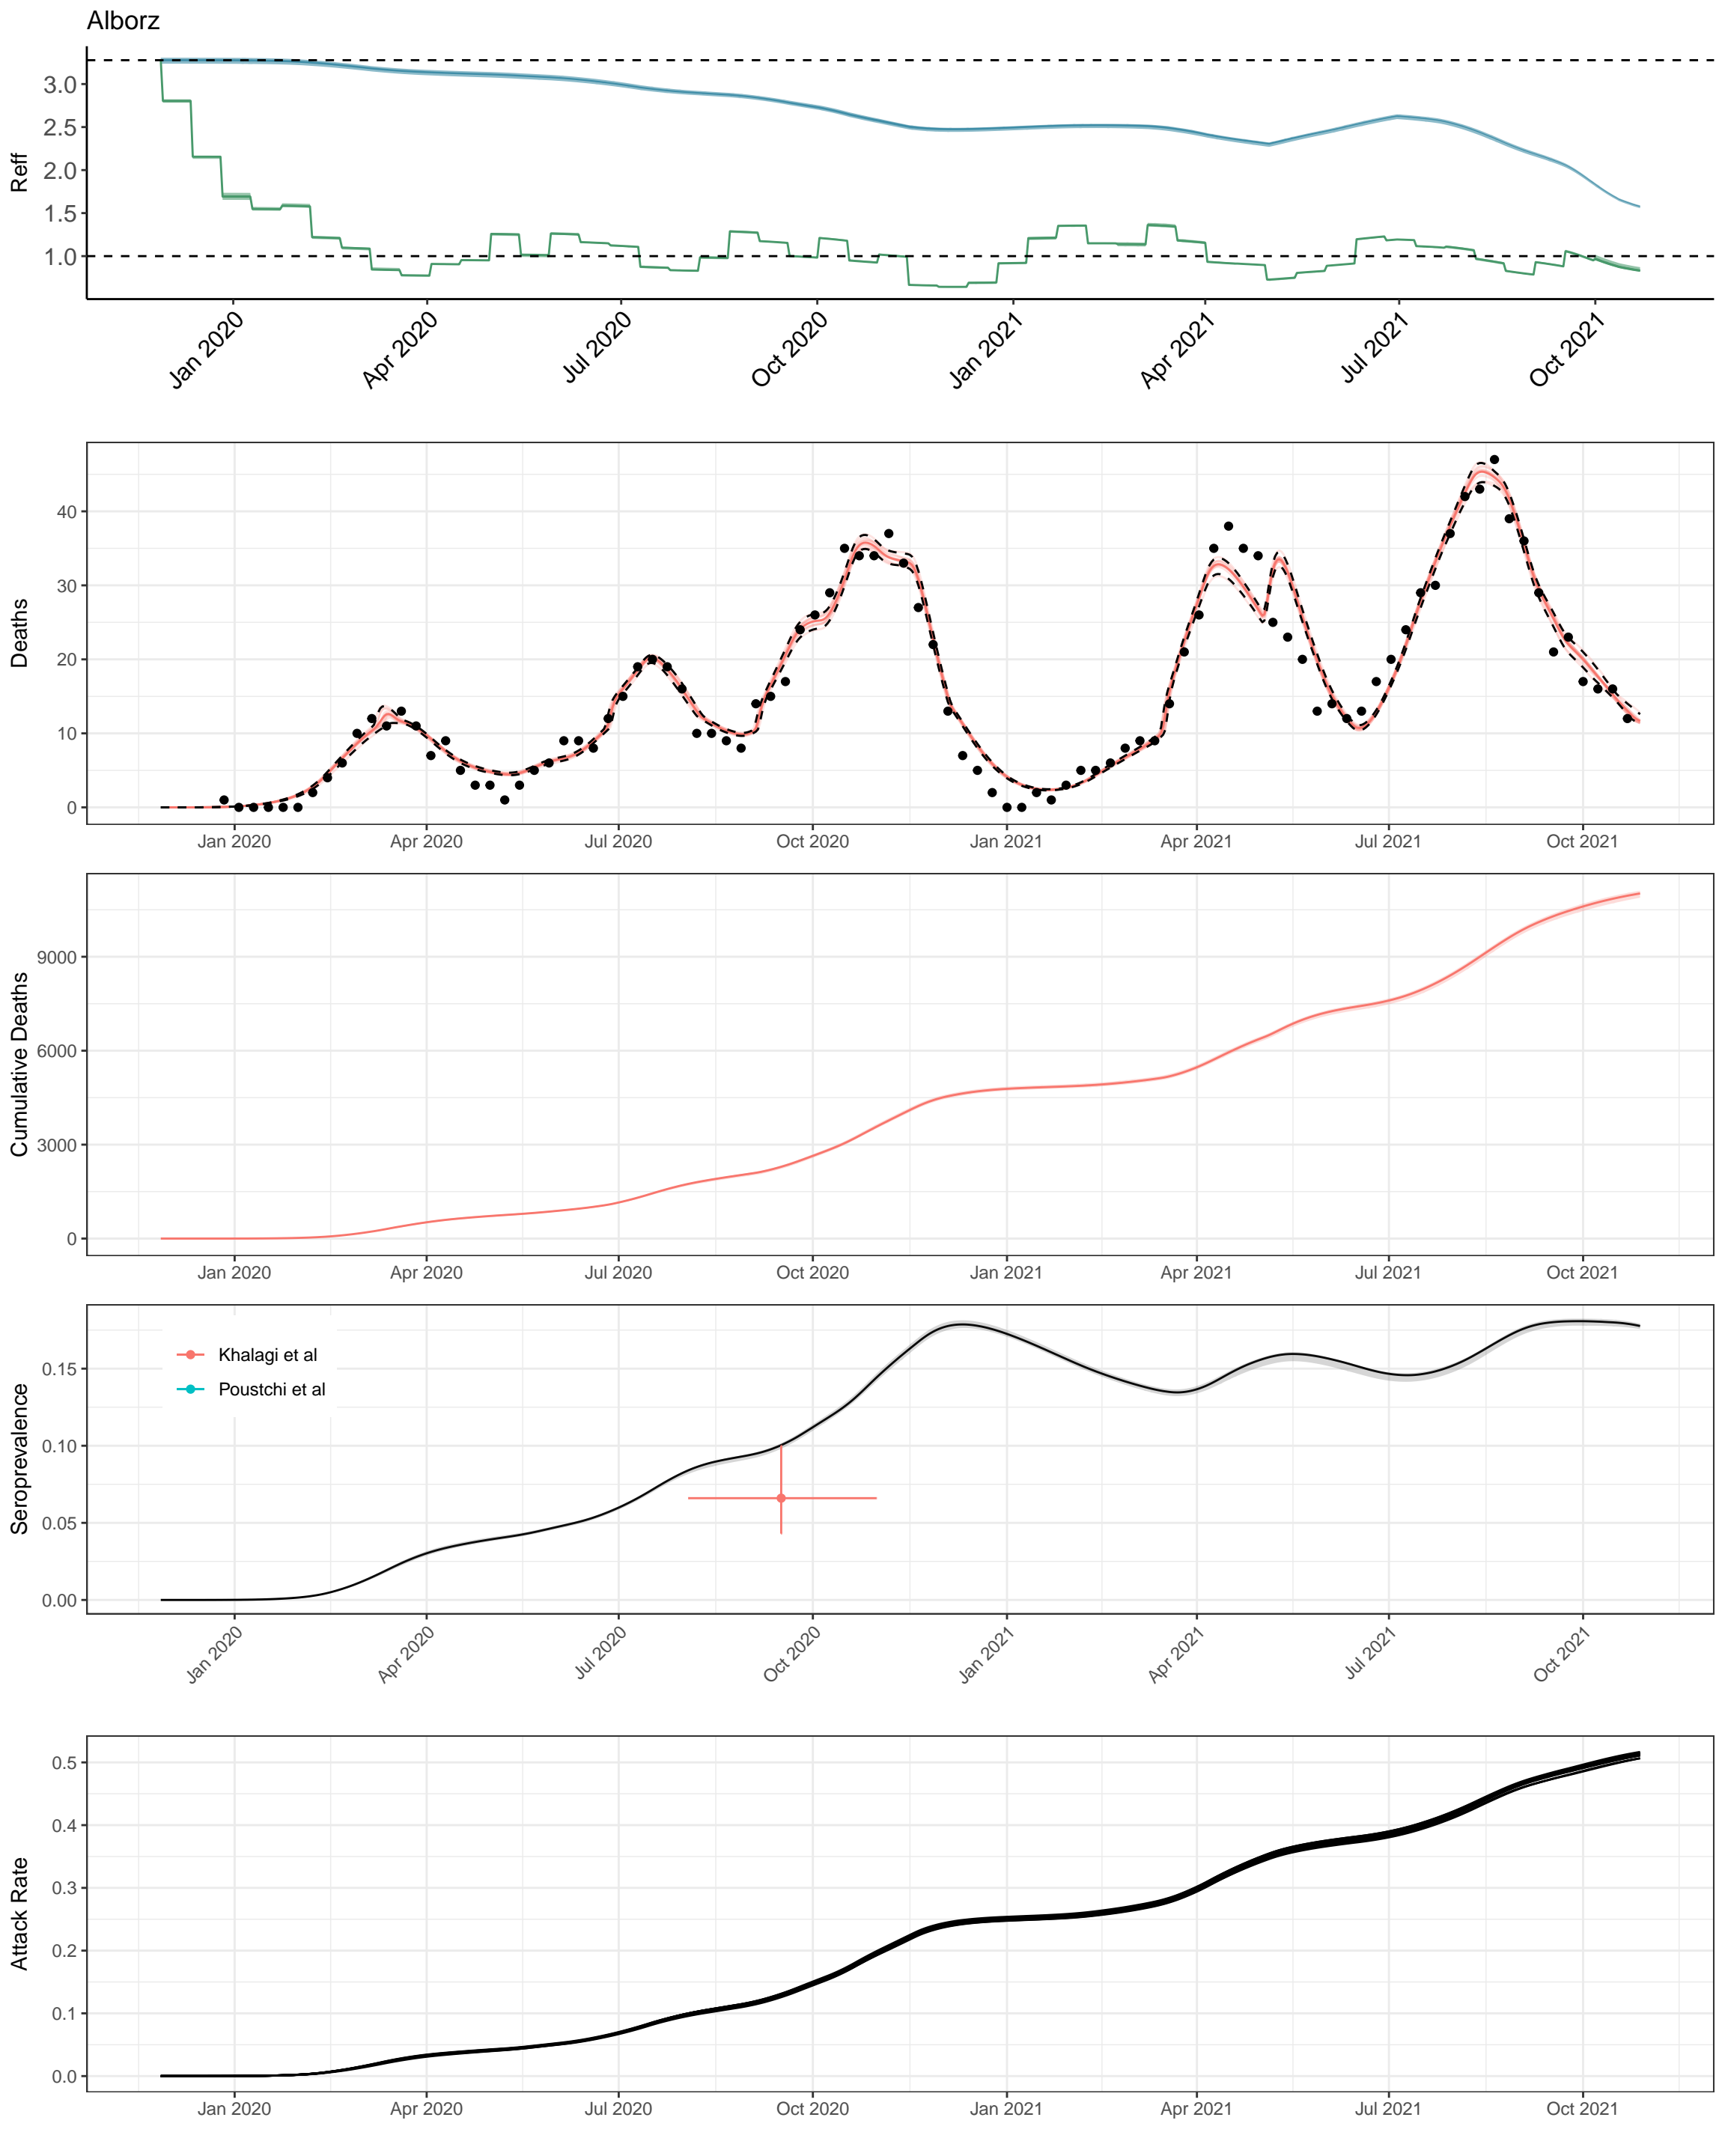 Alborz
Reff
3.0
2.5
2.0
1.5
1.0
Jan 2020
Apr 2020
Jul 2020
Oct 2020
Jan 2021
Apr 2021
Jul 2021
Oct 2021
Deaths
40
30
20
10
0
Jan 2020
Apr 2020
Jul 2020
Oct 2020
Jan 2021
Apr 2021
Jul 2021
Oct 2021
Cumulative Deaths
9000
6000
3000
0
Jan 2020
Apr 2020
Jul 2020
Oct 2020
Jan 2021
Apr 2021
Jul 2021
Oct 2021
Seroprevalence
0.15
0.10
0.05
0.00
Khalagi et al
Poustchi et al
Jan 2020
Apr 2020
Jul 2020
Oct 2020
Jan 2021
Apr 2021
Jul 2021
Oct 2021
Attack Rate
0.5
0.4
0.3
0.2
0.1
0.0
Jan 2020
Apr 2020
Jul 2020
Oct 2020
Jan 2021
Apr 2021
Jul 2021
Oct 2021